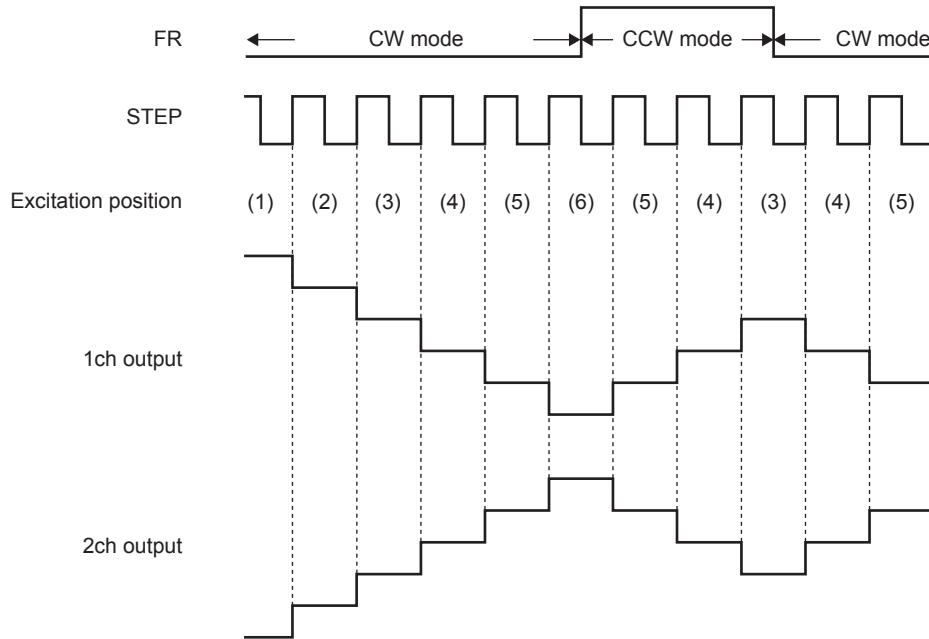 FR CW mode CCW mode CW mode
STEP
Excitation position (1) (2) (3) (4) (5) (6) (5) (4) (3) (4) (5)
1ch output
2ch output